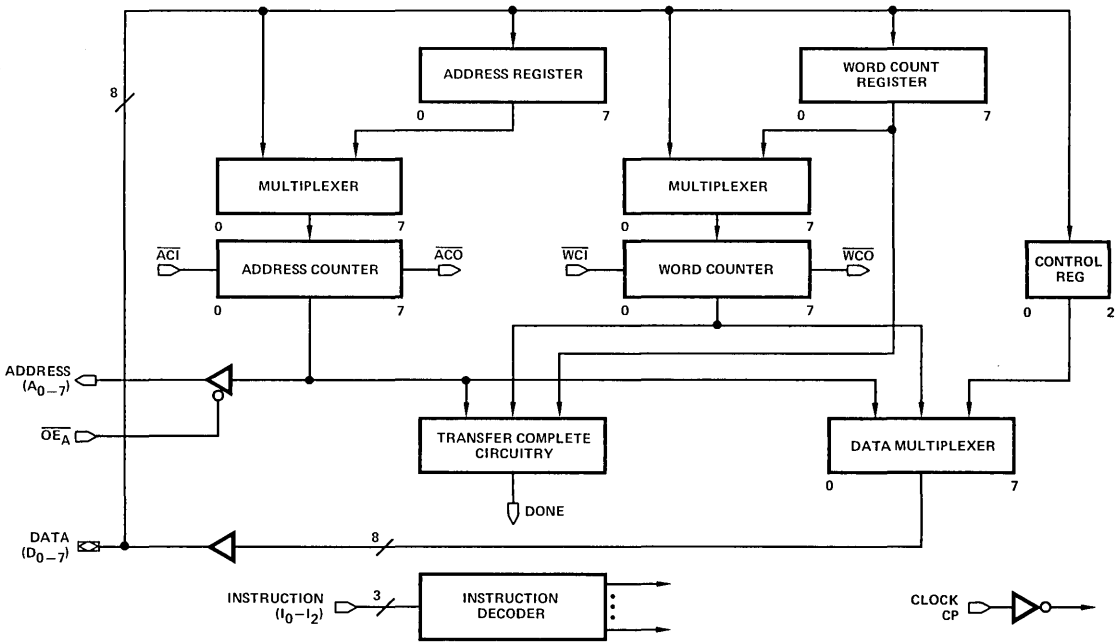 8
ADDRESS REGISTER
0 7
WORD COUNT
REGISTER
0 7
MULTIPLEXER
0 7
MULTIPLEXER
0 7
ACI
ADDRESS COUNTER
ACO
0 7
WCI
WORD COUNTER
WCO
0 7
CONTROL
REG
0 2
ADDRESS
(A0–7)
OEA
TRANSFER COMPLETE
CIRCUITRY
DATA MULTIPLEXER
0 7
DONE
DATA
(D0–7)
8
INSTRUCTION
(I0–I2)
3
INSTRUCTION
DECODER
CLOCK
CP